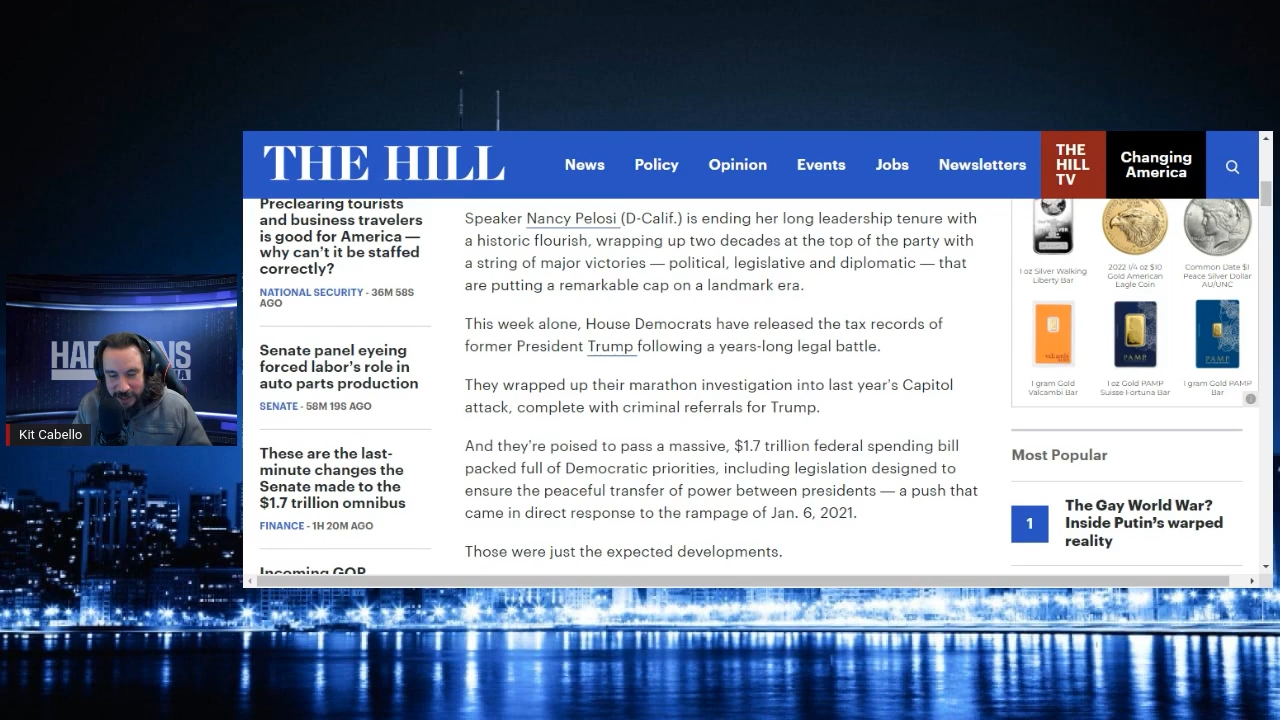 THE HILL
News
Policy
Opinion
Events
Jobs
Newsletters
THE
HILL
TV
Changing
America
Preclearing tourists
and business travelers
is good for America —
why can't it be staffed
correctly?
NATIONAL SECURITY - 36M 58S
AGO
Senate panel eyeing
forced labor's role in
auto parts production
SENATE - 58M 19S AGO
These are the last-
minute changes the
Senate made to the
$1.7 trillion omnibus
FINANCE - 1H 20M AGO
Incoming GOP
Speaker Nancy Pelosi (D-Calif.) is ending her long leadership tenure with
a historic flourish, wrapping up two decades at the top of the party with
a string of major victories — political, legislative and diplomatic — that
are putting a remarkable cap on a landmark era.
This week alone, House Democrats have released the tax records of
former President Trump following a years-long legal battle.
They wrapped up their marathon investigation into last year's Capitol
attack, complete with criminal referrals for Trump.
And they're poised to pass a massive, $1.7 trillion federal spending bill
packed full of Democratic priorities, including legislation designed to
ensure the peaceful transfer of power between presidents — a push that
came in direct response to the rampage of Jan. 6, 2021.
Those were just the expected developments.
1 oz Silver Walking
Liberty Bar
2022 1/4 oz $10
Gold American
Eagle Coin
Common Date $1
Peace Silver Dollar
AU/UNC
valcambi
PAMP
PAMP
1 gram Gold
Valcambi Bar
1 oz Gold PAMP
Suisse Fortuna Bar
1 gram Gold PAMP
Bar
Most Popular
1
The Gay World War?
Inside Putin's warped
reality
Kit Cabello